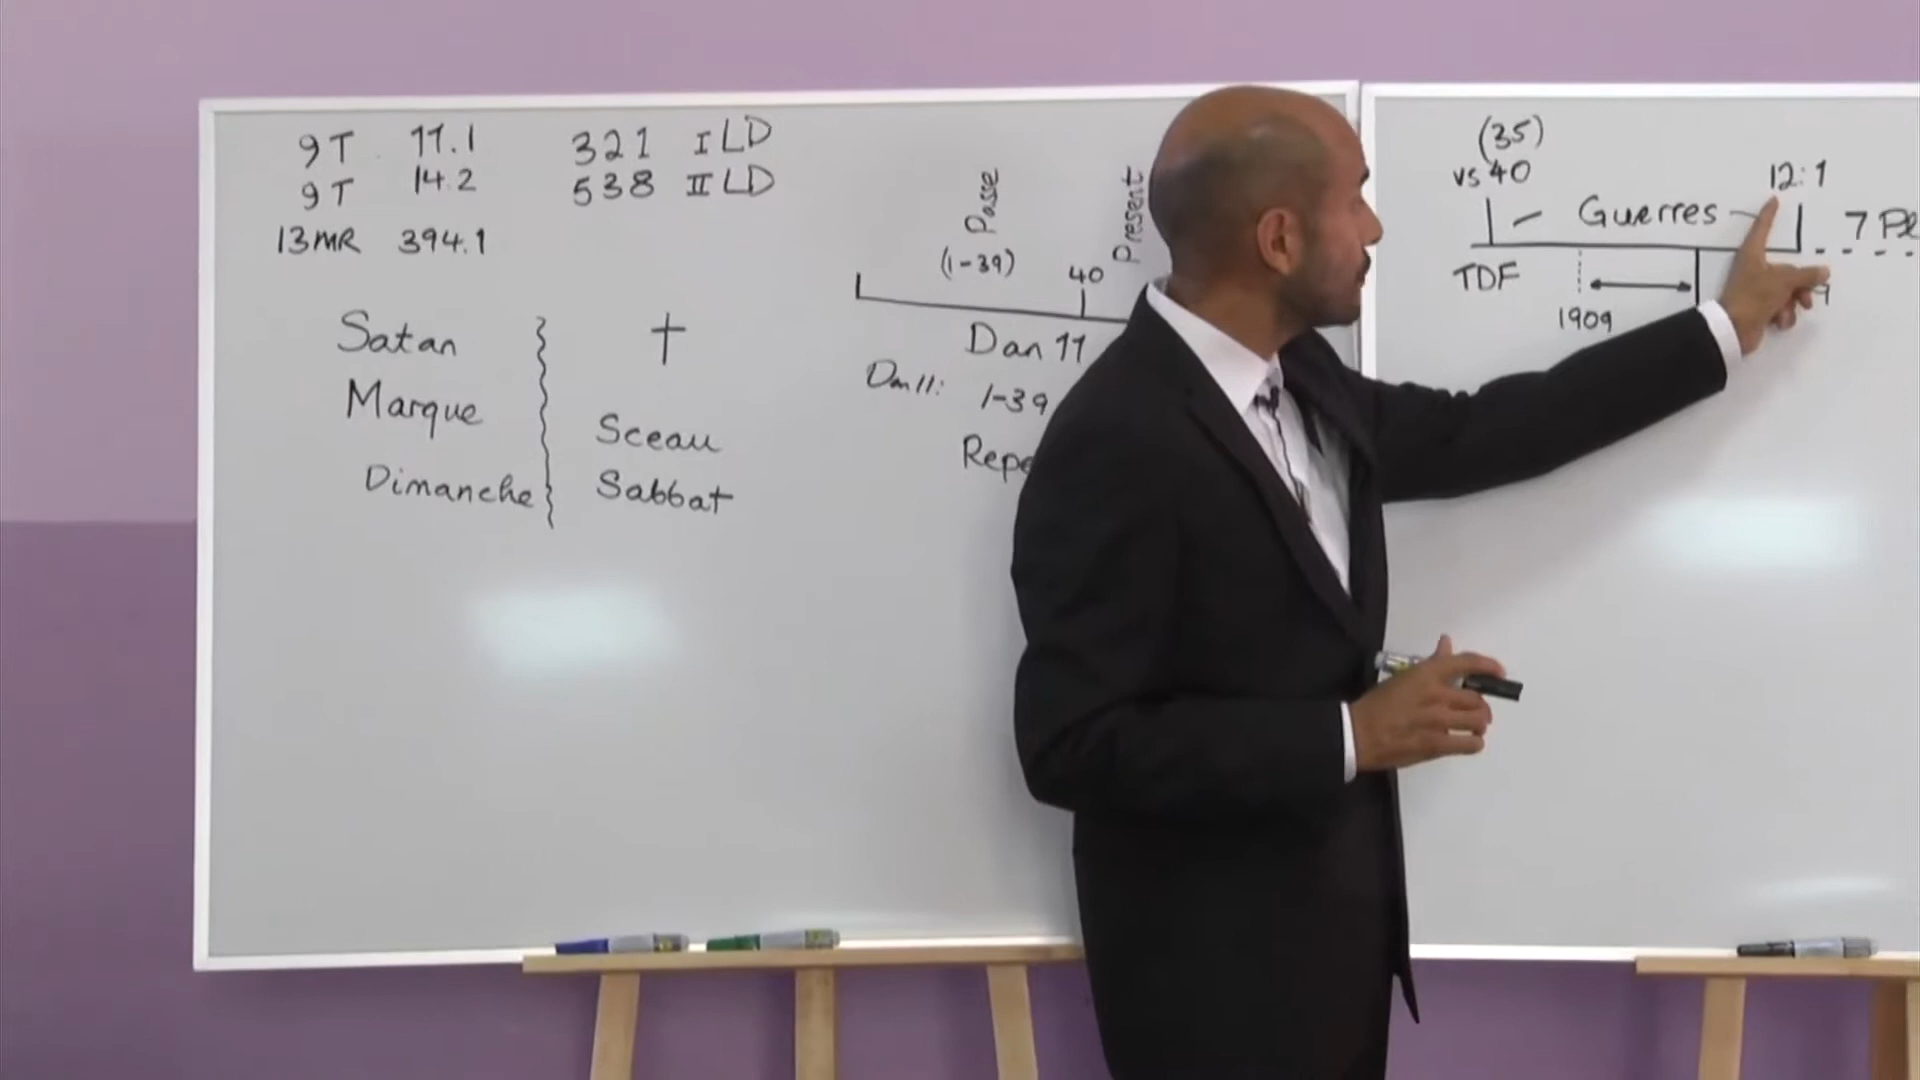 9T 11.1 321 I LD
9T 14.2 538 II LD
13MR 394.1
Satan †
Marque Sceau
Dimanche Sabbat
Passe
(1-39) 40
Present
Dan 11
Dan 11: 1-39
(35)
vs 40 12:1
Guerres 7
TDF
1909